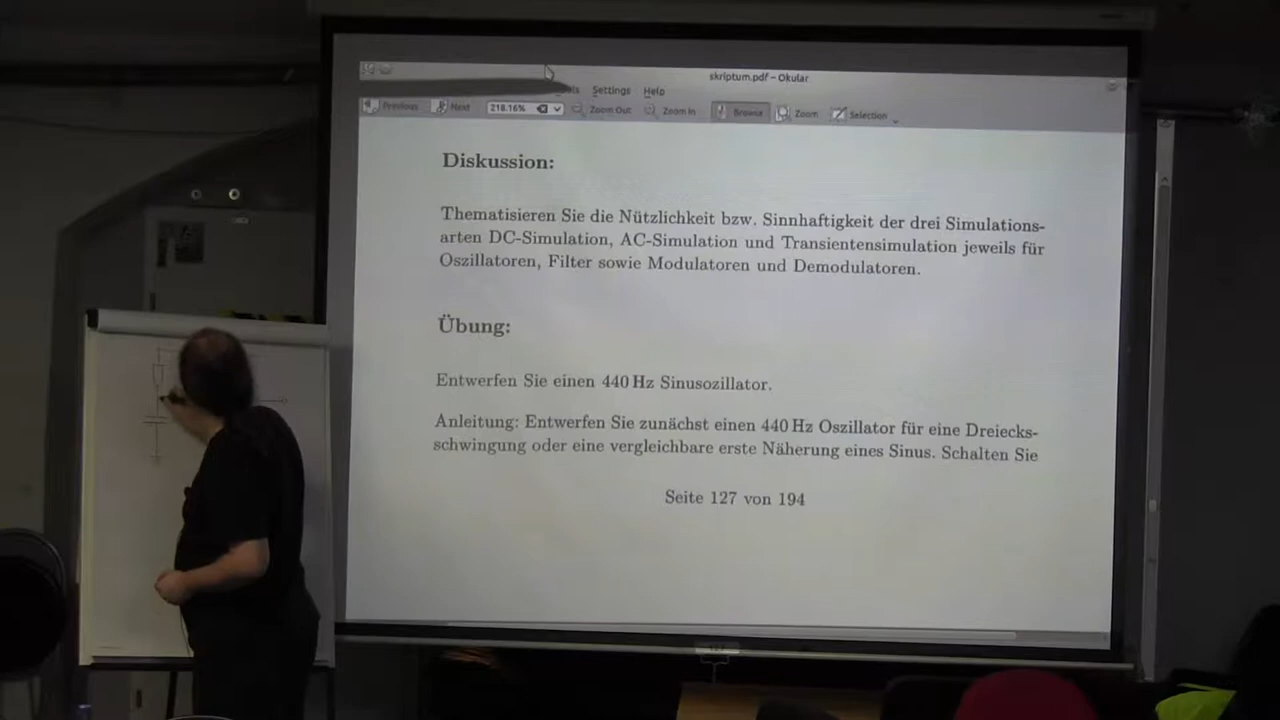 skriptum.pdf – Okular
Settings Help
Previous Next 218.16% Zoom Out Zoom In Browse Zoom Selection
Diskussion:
Thematisieren Sie die Nützlichkeit bzw. Sinnhaftigkeit der drei Simulations-
arten DC-Simulation, AC-Simulation und Transientensimulation jeweils für
Oszillatoren, Filter sowie Modulatoren und Demodulatoren.
Übung:
Entwerfen Sie einen 440 Hz Sinusozillator.
Anleitung: Entwerfen Sie zunächst einen 440 Hz Oszillator für eine Dreiecks-
schwingung oder eine vergleichbare erste Näherung eines Sinus. Schalten Sie
Seite 127 von 194